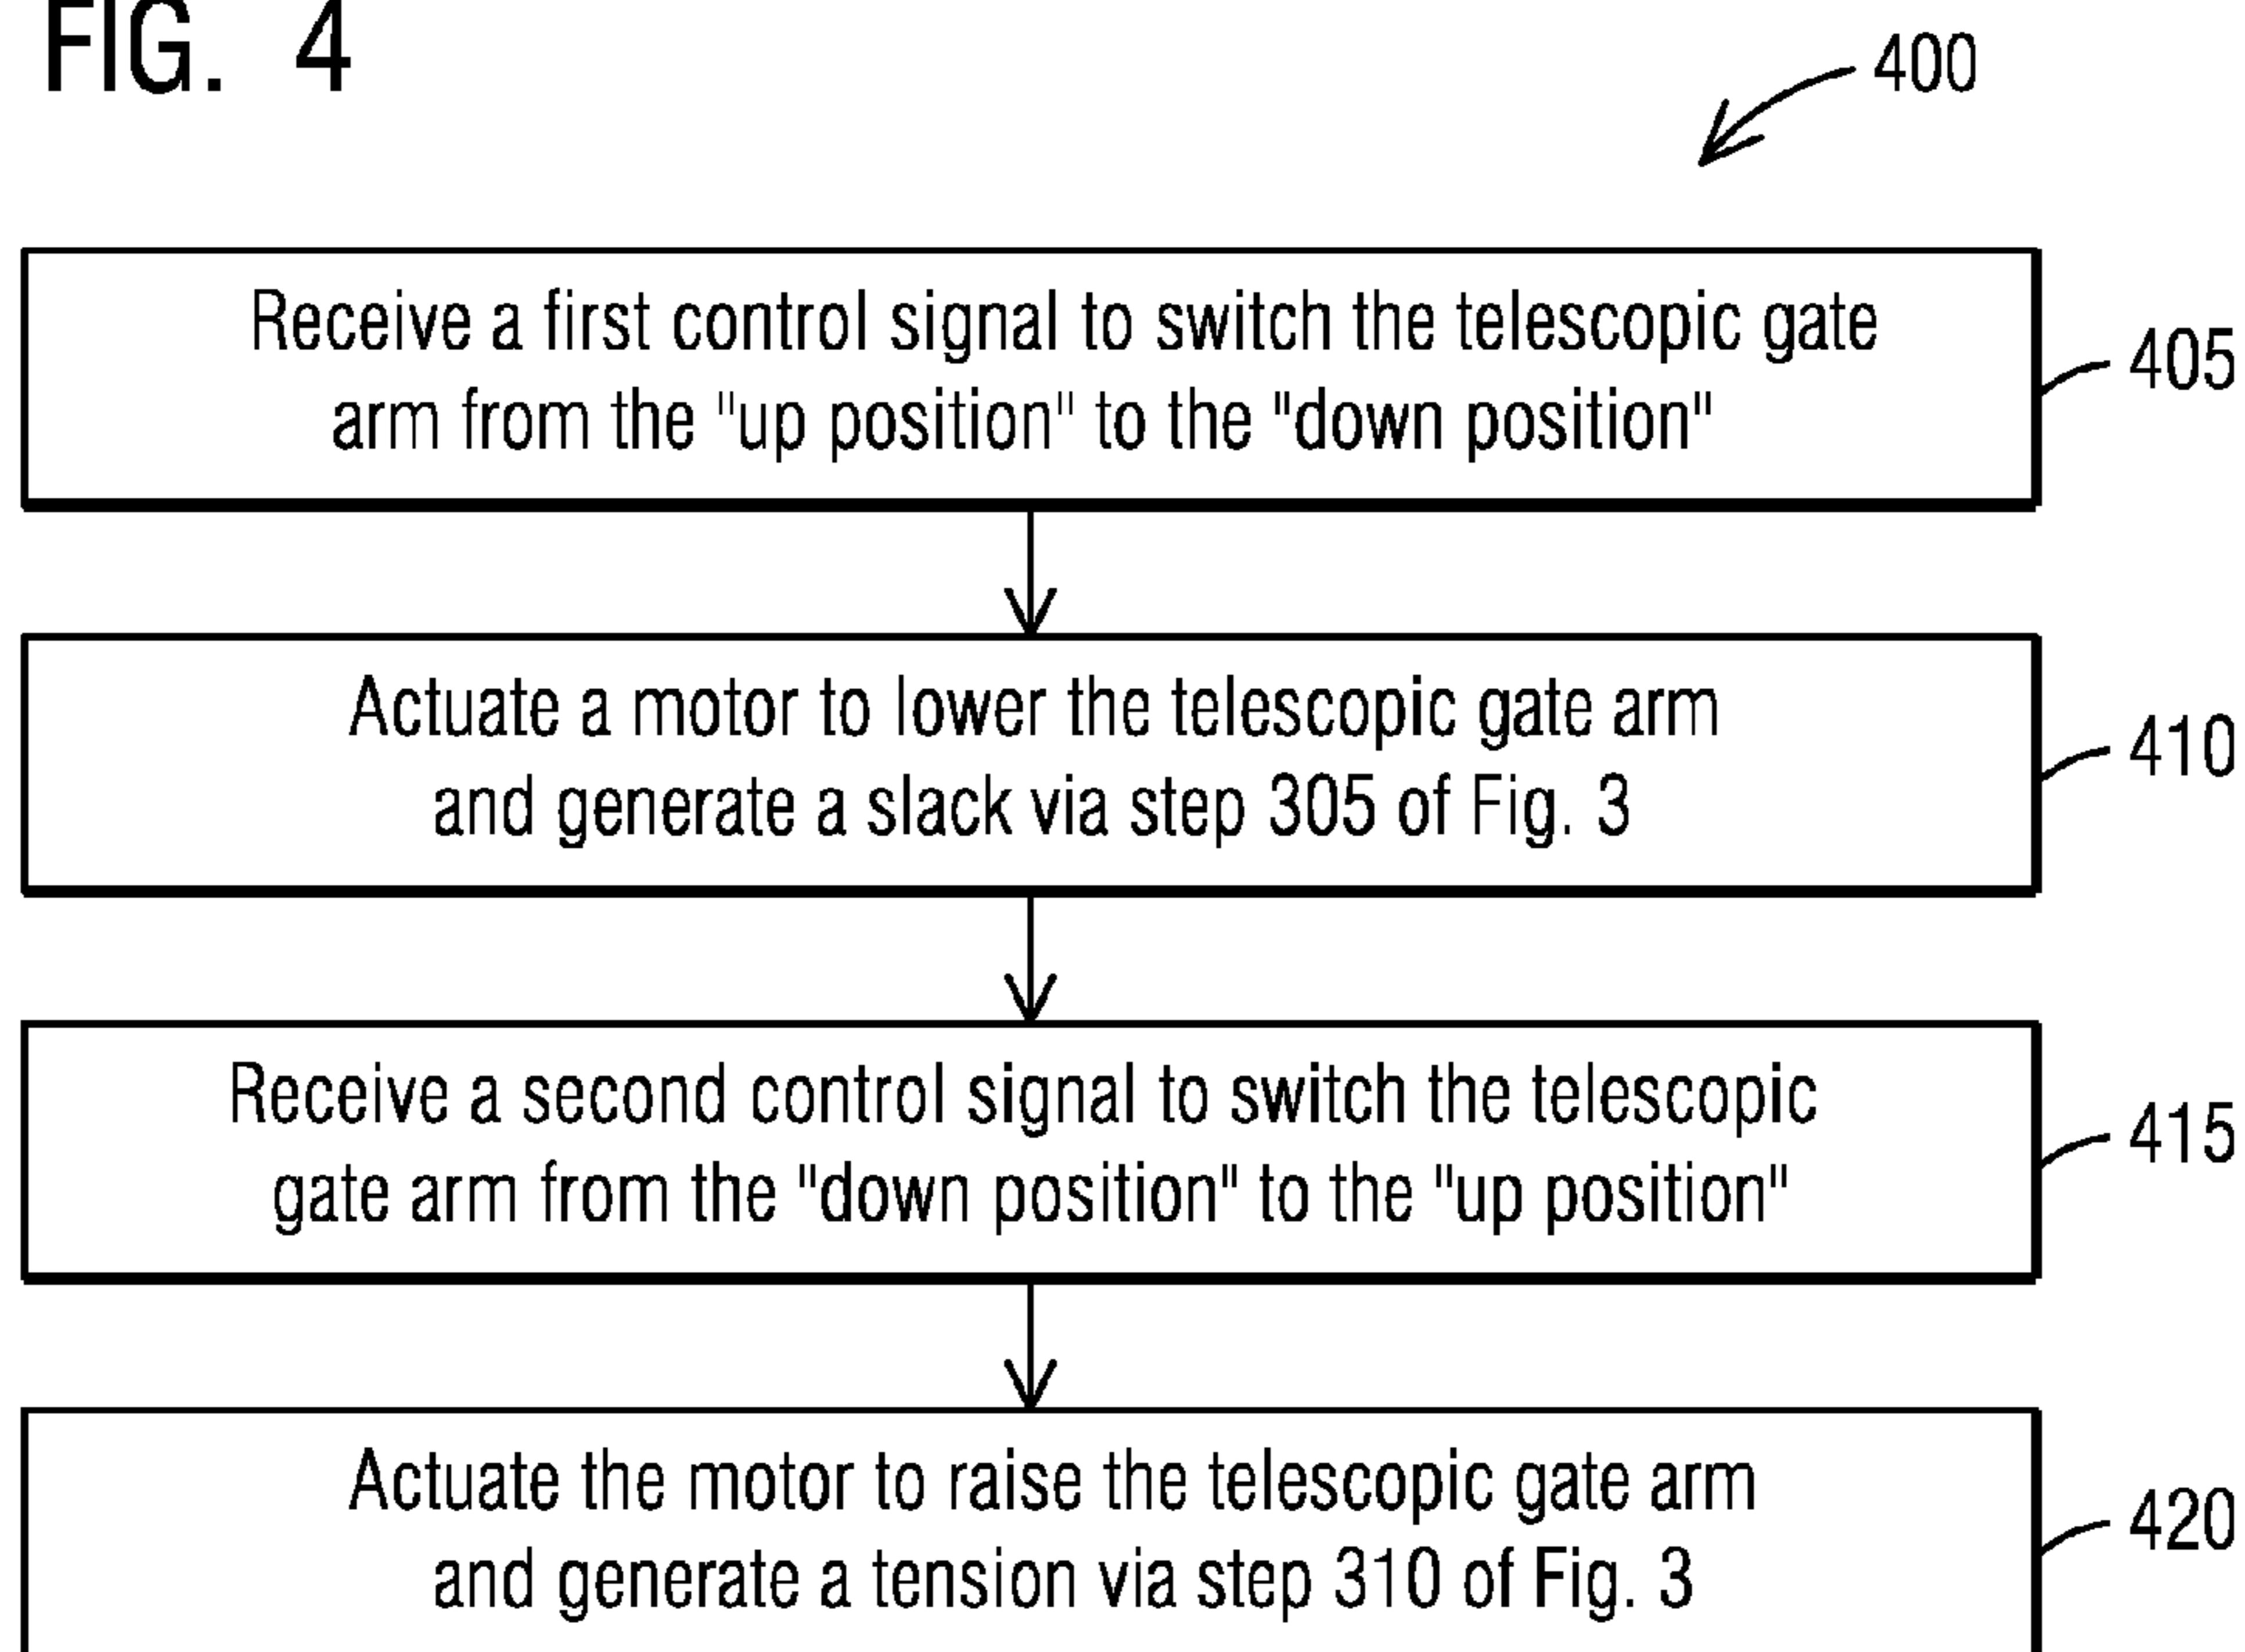 FIG. 4
400
Receive a first control signal to switch the telescopic gate
arm from the "up position" to the "down position"
405
Actuate a motor to lower the telescopic gate arm
and generate a slack via step 305 of Fig. 3
410
Receive a second control signal to switch the telescopic
gate arm from the "down position" to the "up position"
415
Actuate the motor to raise the telescopic gate arm
and generate a tension via step 310 of Fig. 3
420